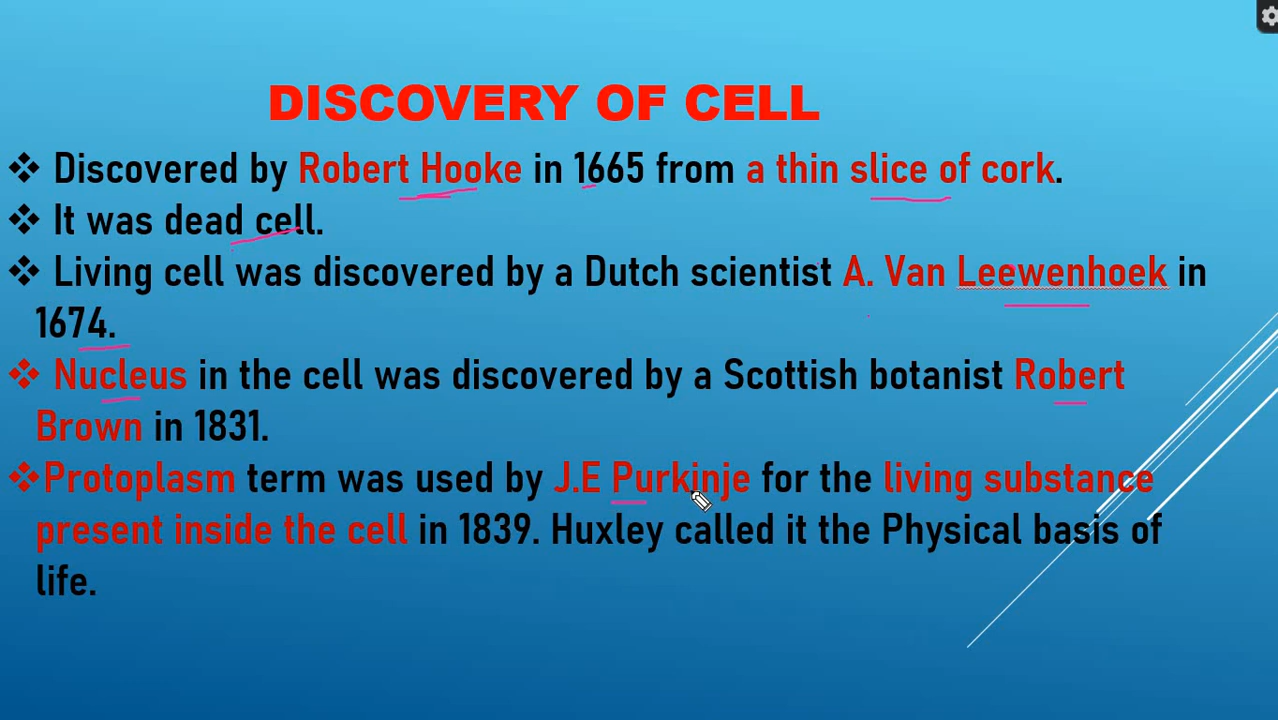 DISCOVERY OF CELL
❖ Discovered by Robert Hooke in 1665 from a thin slice of cork.
❖ It was dead cell.
❖ Living cell was discovered by a Dutch scientist A. Van Leewenhoek in
1674.
❖ Nucleus in the cell was discovered by a Scottish botanist Robert
Brown in 1831.
❖Protoplasm term was used by J.E Purkinje for the living substance
present inside the cell in 1839. Huxley called it the Physical basis of
life.